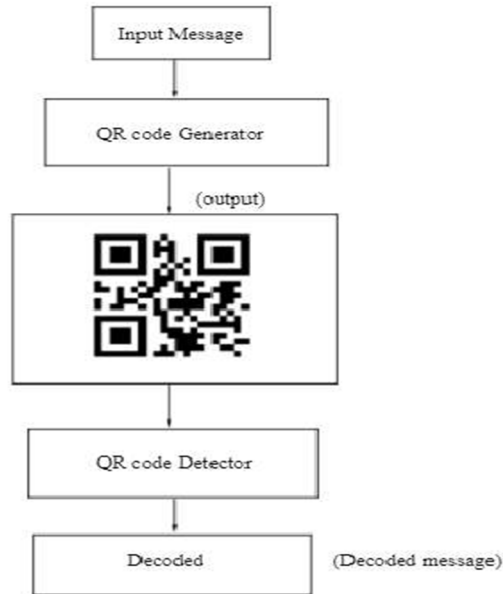 Input Message
QR code Generator
(output)
QR code Detector
Decoded
(Decoded message)